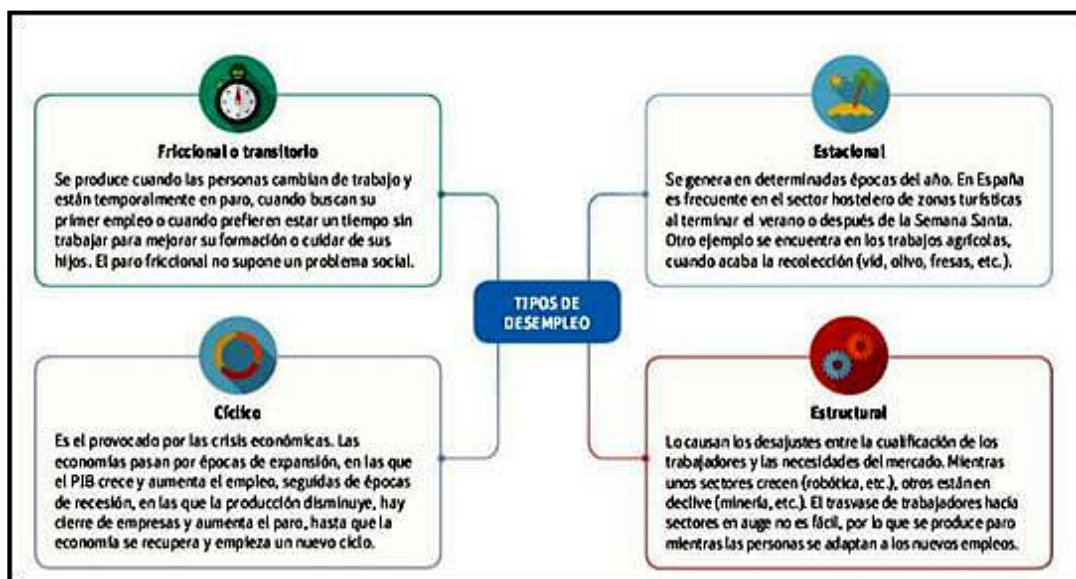 Friccional o transitorio
Se produce cuando las personas cambian de trabajo y
están temporalmente en paro, cuando buscan su
primer empleo o cuando prefieren estar un tiempo sin
trabajar para mejorar su formación o cuidar de sus
hijos. El paro friccional no supone un problema social.
Estacional
Se genera en determinadas épocas del año. En España
es frecuente en el sector hostelero de zonas turísticas
al terminar el verano o después de la Semana Santa.
Otro ejemplo se encuentra en los trabajos agrícolas,
cuando acaba la recolección (vid, olivo, fresas, etc.).
TIPOS DE
DESEMPLEO
Cíclico
Es el provocado por las crisis económicas. Las
economías pasan por épocas de expansión, en las que
el PIB crece y aumenta el empleo, seguidas de épocas
de recesión, en las que la producción disminuye, hay
cierre de empresas y aumenta el paro, hasta que la
economía se recupera y empieza un nuevo ciclo.
Estructural
Lo causan los desajustes entre la cualificación de los
trabajadores y las necesidades del mercado. Mientras
unos sectores crecen (robótica, etc.), otros están en
declive (minería, etc.). El trasvase de trabajadores hacia
sectores en auge no es fácil, por lo que se produce paro
mientras las personas se adaptan a los nuevos empleos.